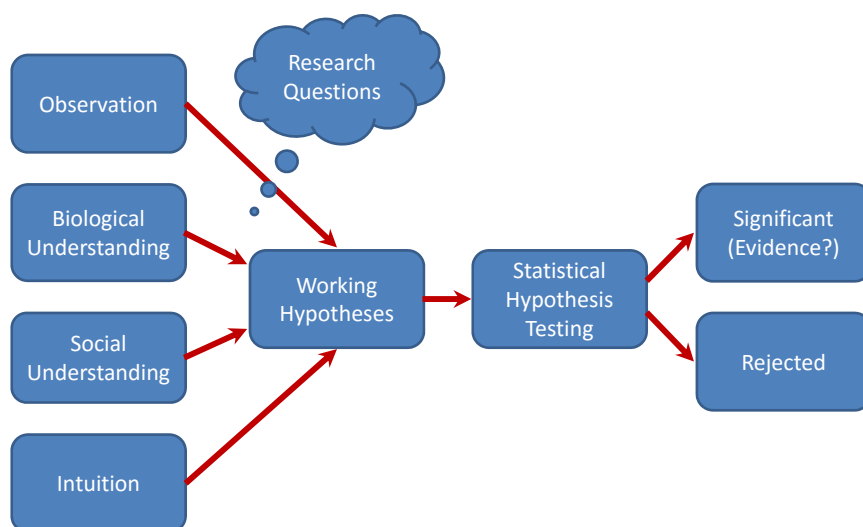 Research
Questions
Observation
Biological
Understanding
Social
Understanding
Intuition
Working
Hypotheses
Statistical
Hypothesis
Testing
Significant
(Evidence?)
Rejected